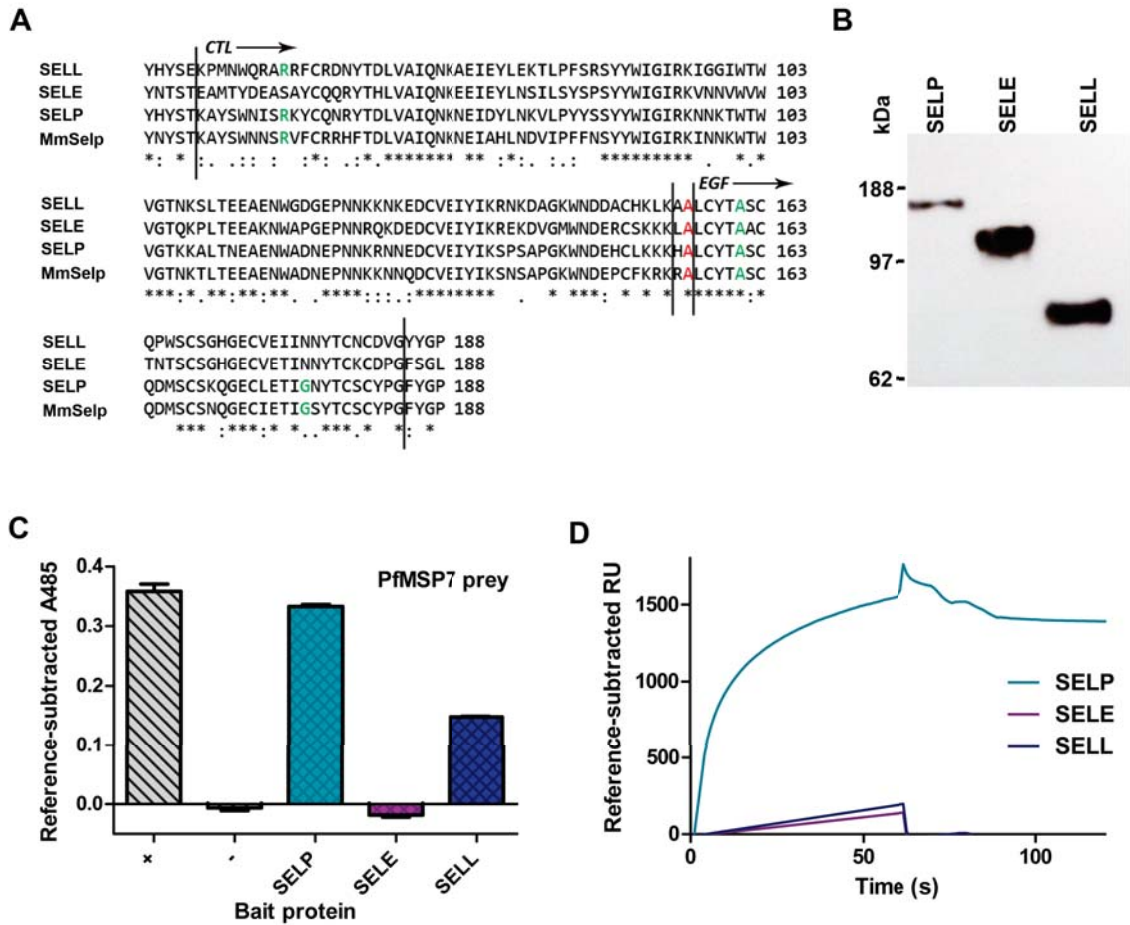 A
CTL
SELL YHYSEKPMNWQRARRFCRDNYTDLVAIQNKAEIEYLEKTLPFSRSYYWIGIRKIGGIWTW 103
SELE YNTSTEAMTYDEASAYCQQRYTHLVAIQNKEEIEYLNSILSYSPSYYWIGIRKVNNVWVW 103
SELP YHYSTKAYSWNISRKYCQNRYTDLVAIQNKNEIDYLNKVLPYYSSYYWIGIRKNNKTWTW 103
MmSelp YNYSTKAYSWNNSRVFCRRHFTDLVAIQNKNEIAHLNDVIPFFNSYYWIGIRKINNKWTW 103
EGF
SELL VGTNKSLTEEAENWGDGEPNNKKNKEDCVEIYIKRNKDAGKWNDDACHKLKAALCYTASC 163
SELE VGTQKPLTEEAKNWAPGEPNNRQKDEDCVEIYIKREKDVGMWNDERCSKKKLALCYTAAC 163
SELP VGTKKALTNEAENWADNEPNNKRNNEDCVEIYIKSPSAPGKWNDEHCLKKKHALCYTASC 163
MmSelp VGTNKTLTEEAENWADNEPNNKKNNQDCVEIYIKSNSAPGKWNDEPCFKRKRALCYTASC 163
SELL QPWSCSGHGECVEIINNYTCNCDVGYYGP 188
SELE TNTSCSGHGECVETINNYTCKCDPGFSGL 188
SELP QDMSCSKQGECLETIGNYTCSCYPGFYGP 188
MmSelp QDMSCSNQGECIETIGSYTCSCYPGFYGP 188
B
kDa SELP SELE SELL
188
97
62
C
PfMSP7 prey
Reference-subtracted A485
0.4
0.3
0.2
0.1
0.0
+ - SELP SELE SELL
Bait protein
D
Reference-subtracted RU
1500
1000
500
0
SELP
SELE
SELL
0 50 100
Time (s)